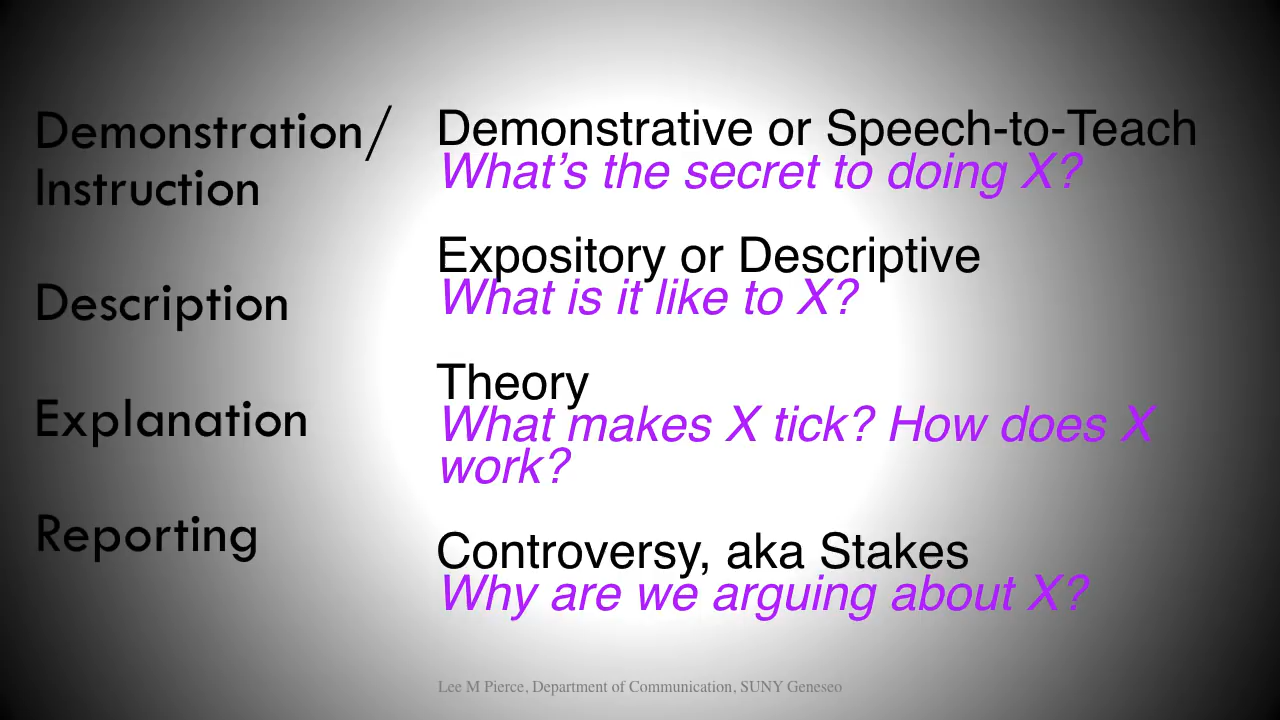 Demonstration/
Instruction
Demonstrative or Speech-to-Teach
What’s the secret to doing X?
Description
Expository or Descriptive
What is it like to X?
Explanation
Theory
What makes X tick? How does X
work?
Reporting
Controversy, aka Stakes
Why are we arguing about X?
Lee M Pierce, Department of Communication, SUNY Geneseo